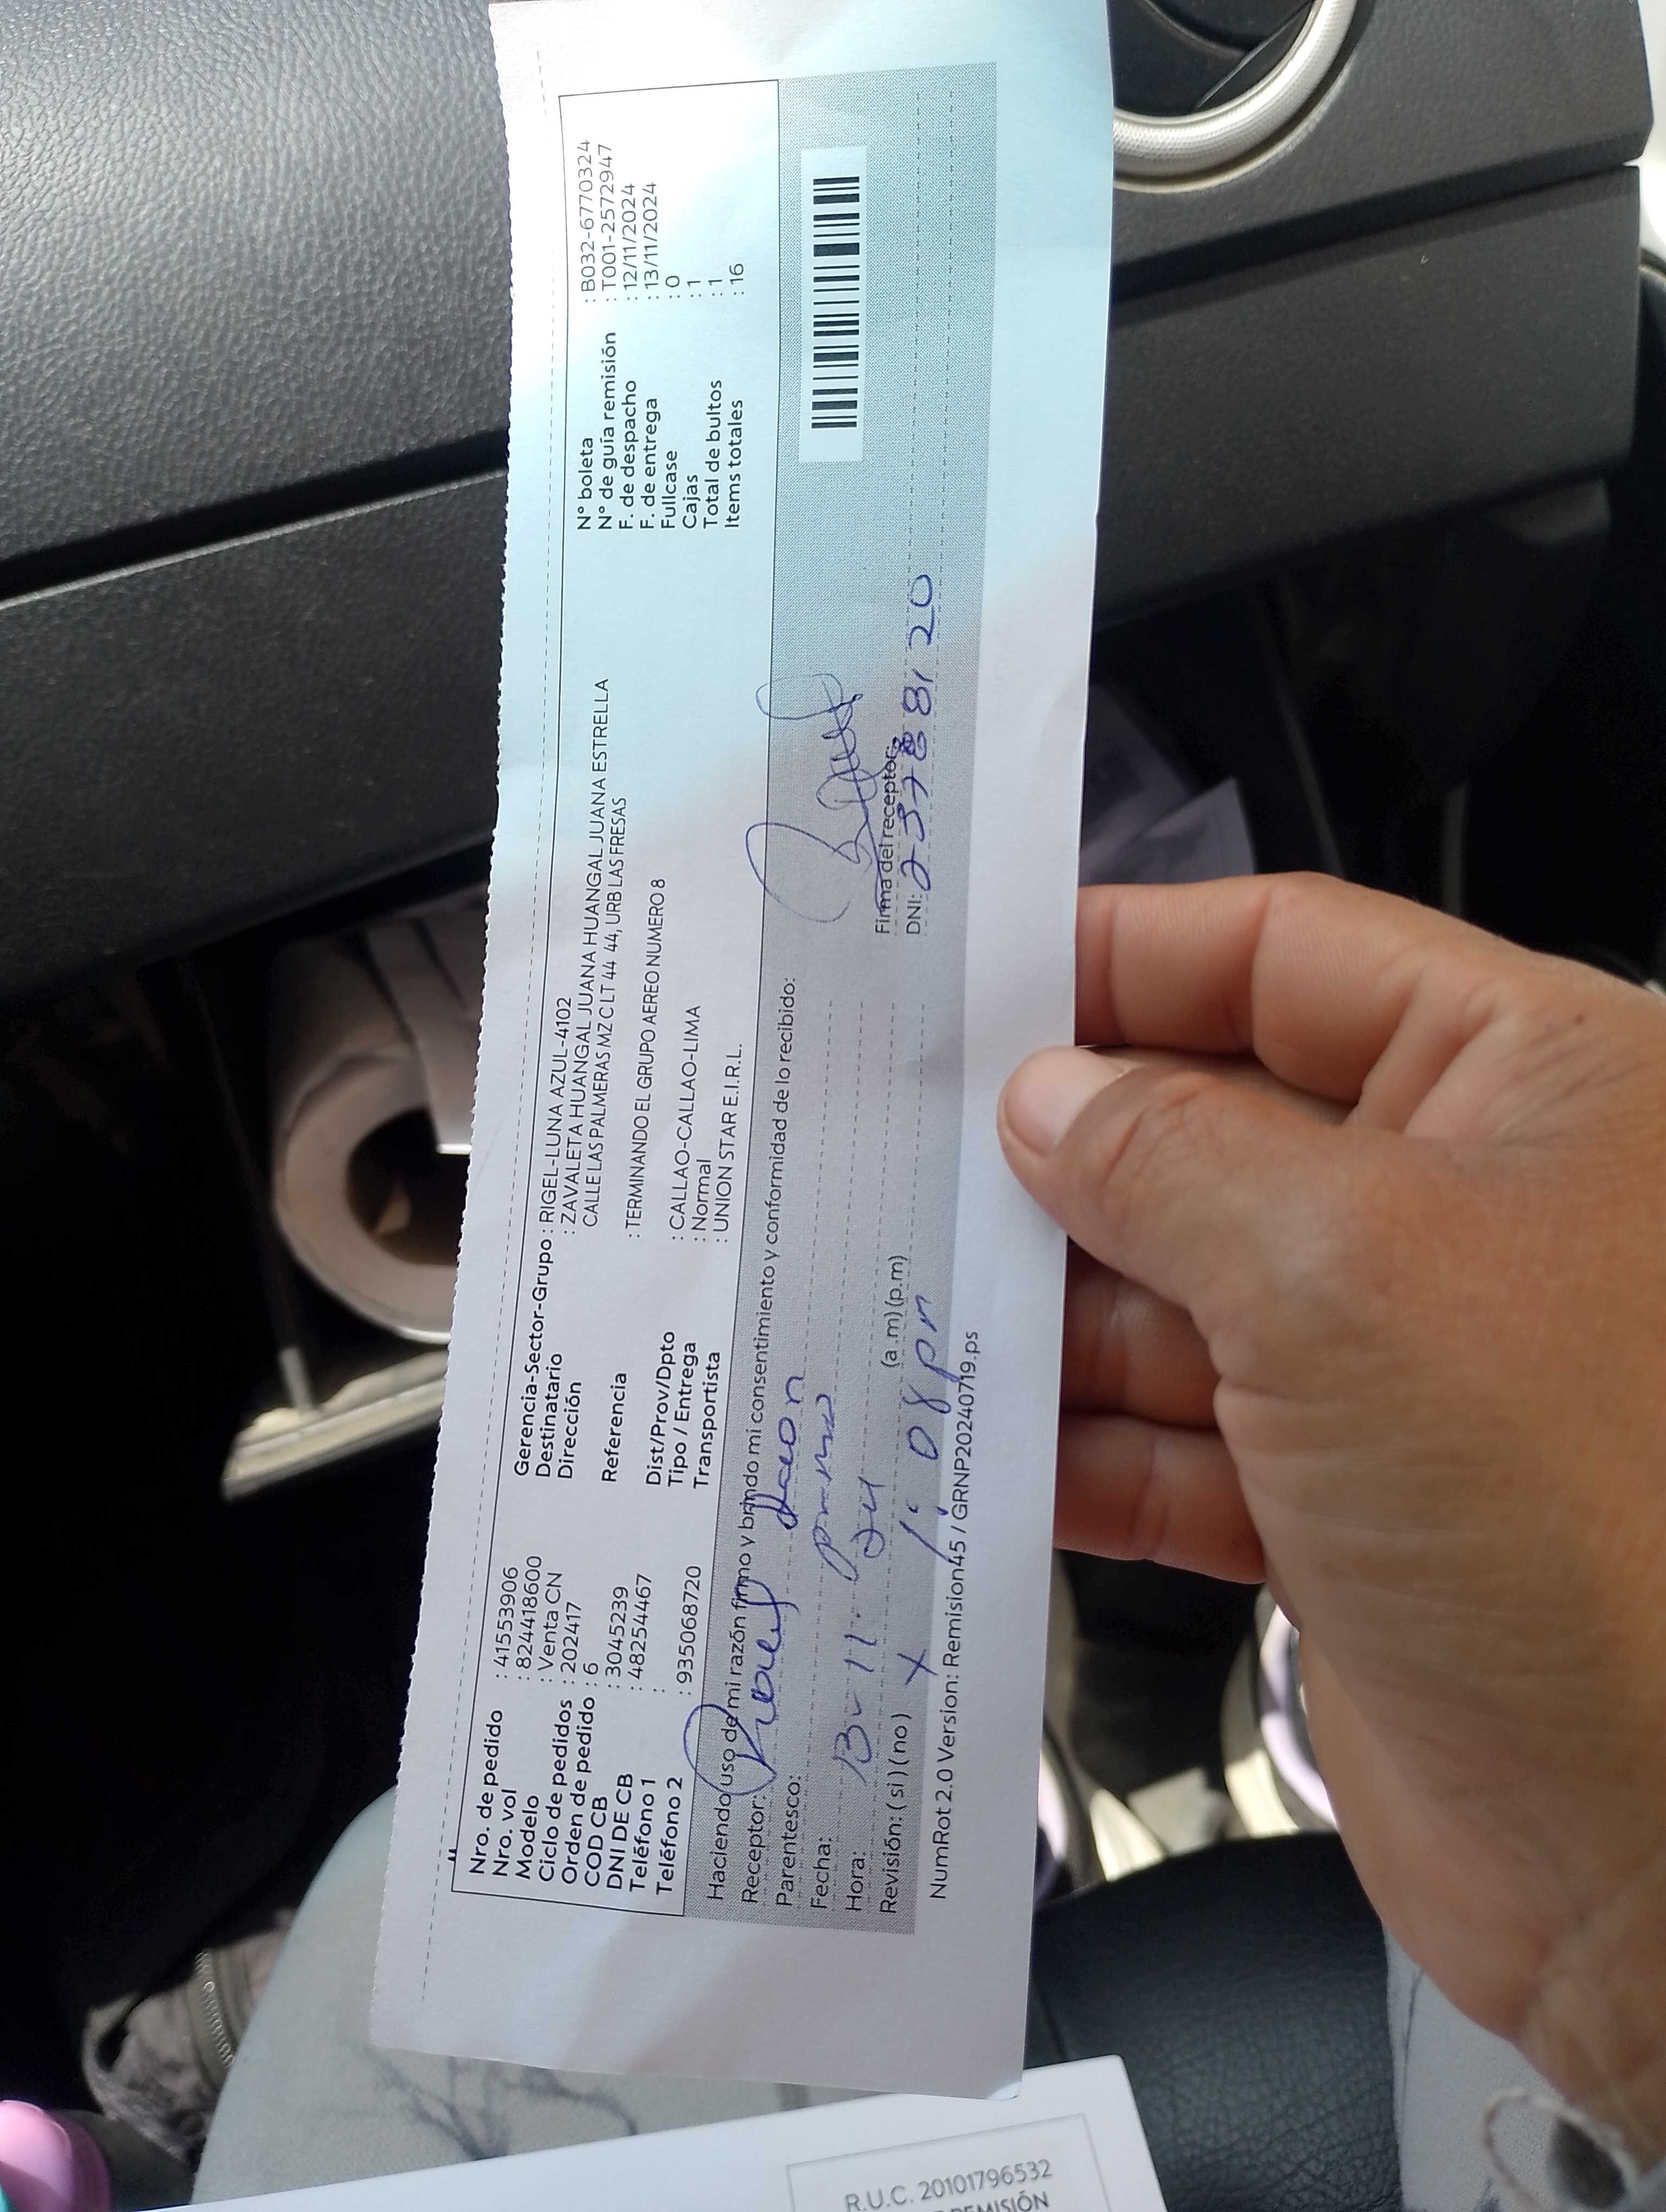 Nro. de pedido : 41553906
Nro. vol : 824418600
Modelo : Venta CN
Ciclo de pedidos : 202417
Orden de pedido : 6
COD CB : 3045239
DNI DE CB : 48254467
Teléfono 1 :
Teléfono 2 : 935068720
Gerencia-Sector-Grupo : RIGEL-LUNA AZUL-4102
Destinatario : ZAVALETA HUANGAL JUANA HUANGAL JUANA ESTRELLA
Dirección CALLE LAS PALMERAS MZ C LT 44 44, URB LAS FRESAS
Referencia : TERMINANDO EL GRUPO AEREO NUMERO 8
Dist/Prov/Dpto : CALLAO-CALLAO-LIMA
Tipo / Entrega : Normal
Transportista : UNION STAR E.I.R.L.
N° boleta : B032-6770324
N° de guía remisión : T001-2572947
F. de despacho : 12/11/2024
F. de entrega : 13/11/2024
Fullcase : 0
Cajas : 1
Total de bultos : 1
Items totales : 16
Haciendo uso de mi razón firmo y brindo mi consentimiento y conformidad de lo recibido:
Receptor:
Parentesco:
Fecha: 13-11. 24
Hora: 1:08 pm (a.m) (p.m)
Revisión: ( si ) ( no ) X
Firma del receptor:
DNI:
NumRot 2.0 Version: Remision45 / GRNP20240719.ps
R.U.C. 20101796532